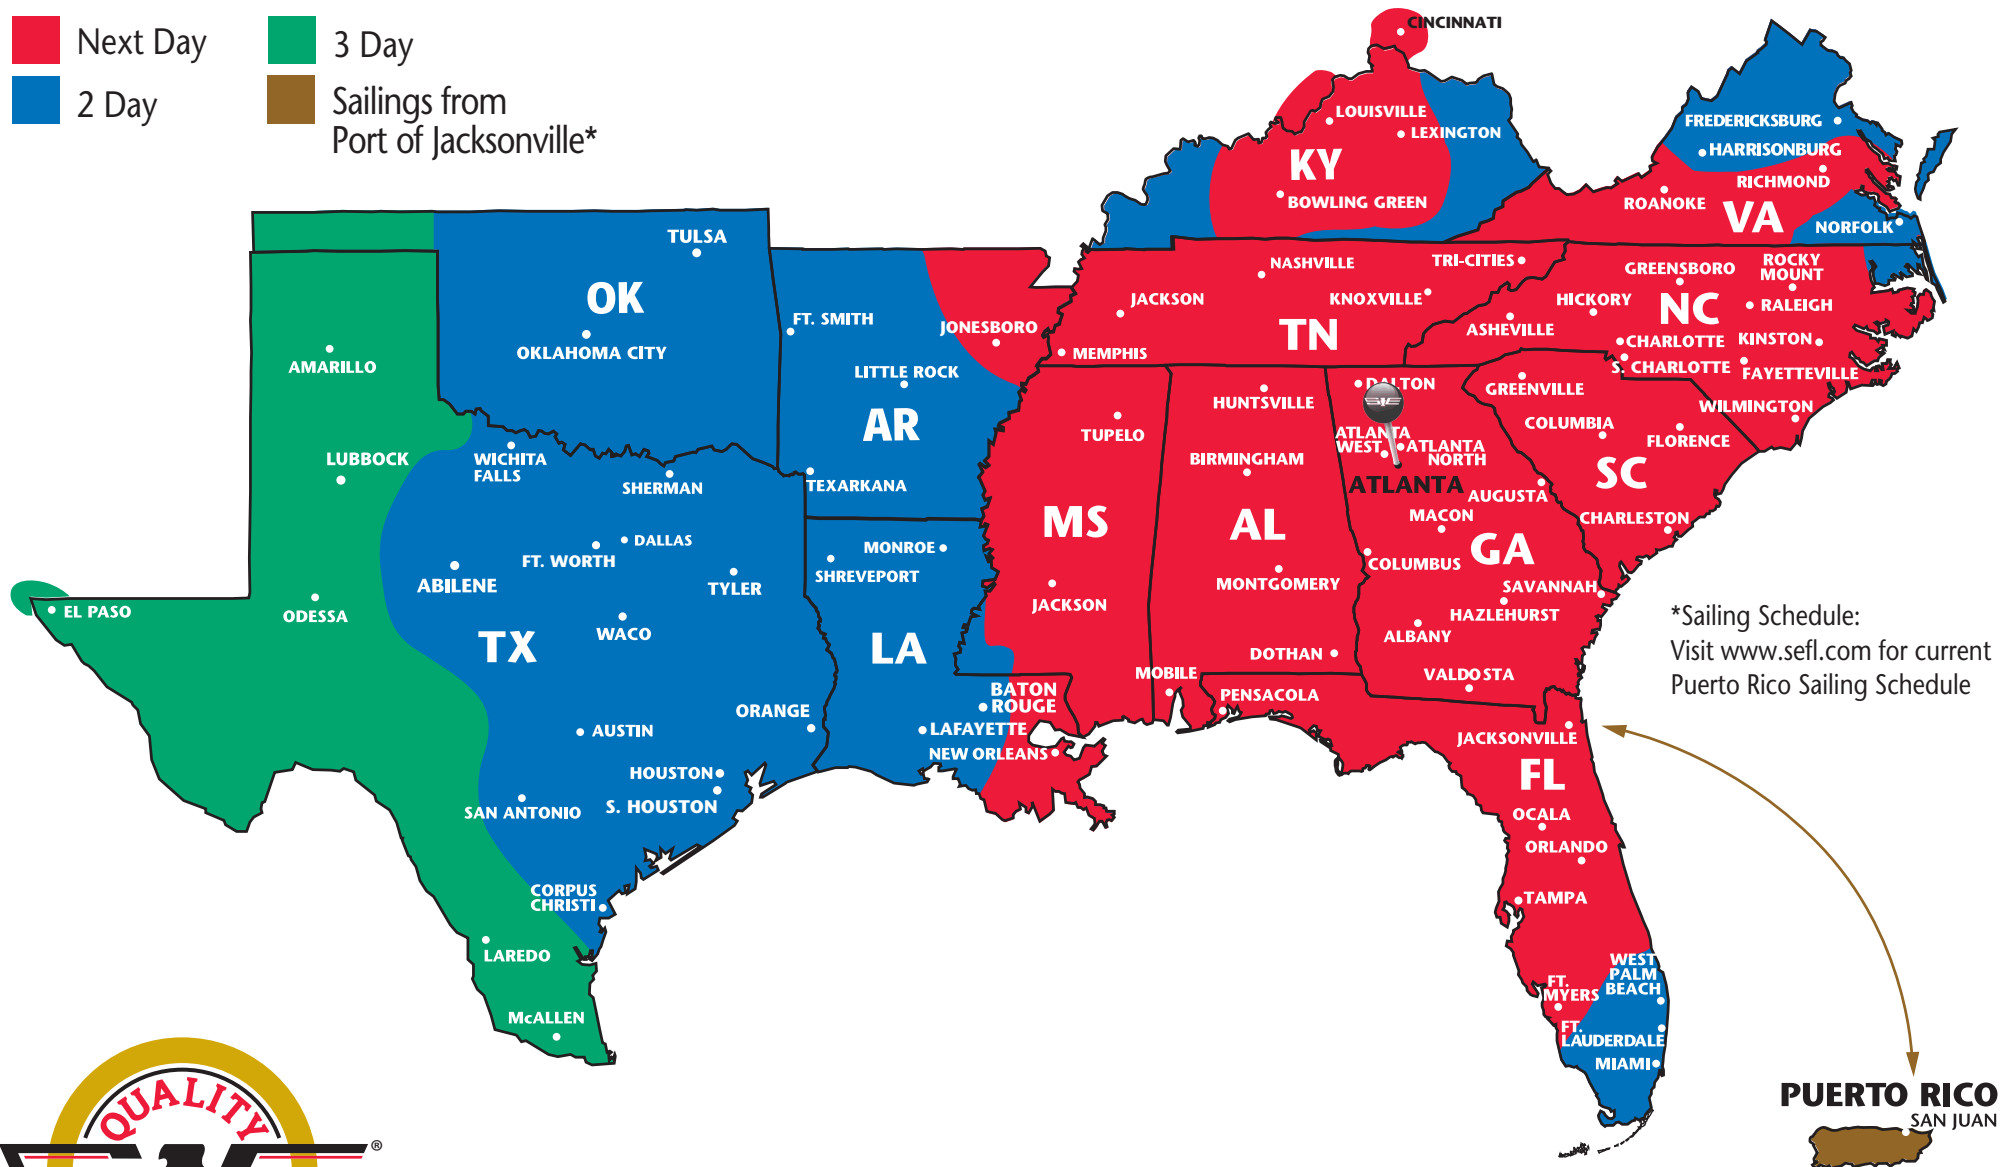 Next Day
2 Day
3 Day
Sailings from
Port of Jacksonville*
CINCINNATI
LOUISVILLE
LEXINGTON
KY
BOWLING GREEN
FREDERICKSBURG
HARRISONBURG
RICHMOND
ROANOKE
VA
NORFOLK
TULSA
OK
OKLAHOMA CITY
FT. SMITH
JONESBORO
LITTLE ROCK
AR
TEXARKANA
NASHVILLE
TRI-CITIES
JACKSON
KNOXVILLE
TN
MEMPHIS
GREENSBORO
ROCKY
MOUNT
HICKORY
NC
RALEIGH
ASHEVILLE
CHARLOTTE
KINSTON
S. CHARLOTTE
FAYETTEVILLE
WILMINGTON
GREENVILLE
COLUMBIA
FLORENCE
SC
CHARLESTON
AMARILLO
LUBBOCK
WICHITA
FALLS
SHERMAN
DALLAS
FT. WORTH
ABILENE
TYLER
EL PASO
ODESSA
WACO
TX
AUSTIN
ORANGE
HOUSTON
S. HOUSTON
SAN ANTONIO
CORPUS
CHRISTI
LAREDO
McALLEN
MONROE
SHREVEPORT
LA
BATON
ROUGE
LAFAYETTE
NEW ORLEANS
TUPELO
MS
JACKSON
HUNTSVILLE
BIRMINGHAM
AL
MONTGOMERY
DOTHAN
MOBILE
DALTON
ATLANTA
WEST
ATLANTA
NORTH
ATLANTA
AUGUSTA
MACON
GA
COLUMBUS
SAVANNAH
HAZLEHURST
ALBANY
VALDOSTA
PENSACOLA
JACKSONVILLE
FL
OCALA
ORLANDO
TAMPA
WEST
PALM
BEACH
FT.
MYERS
FT.
LAUDERDALE
MIAMI
*Sailing Schedule:
Visit www.sefl.com for current
Puerto Rico Sailing Schedule
PUERTO RICO
SAN JUAN
QUALITY
®